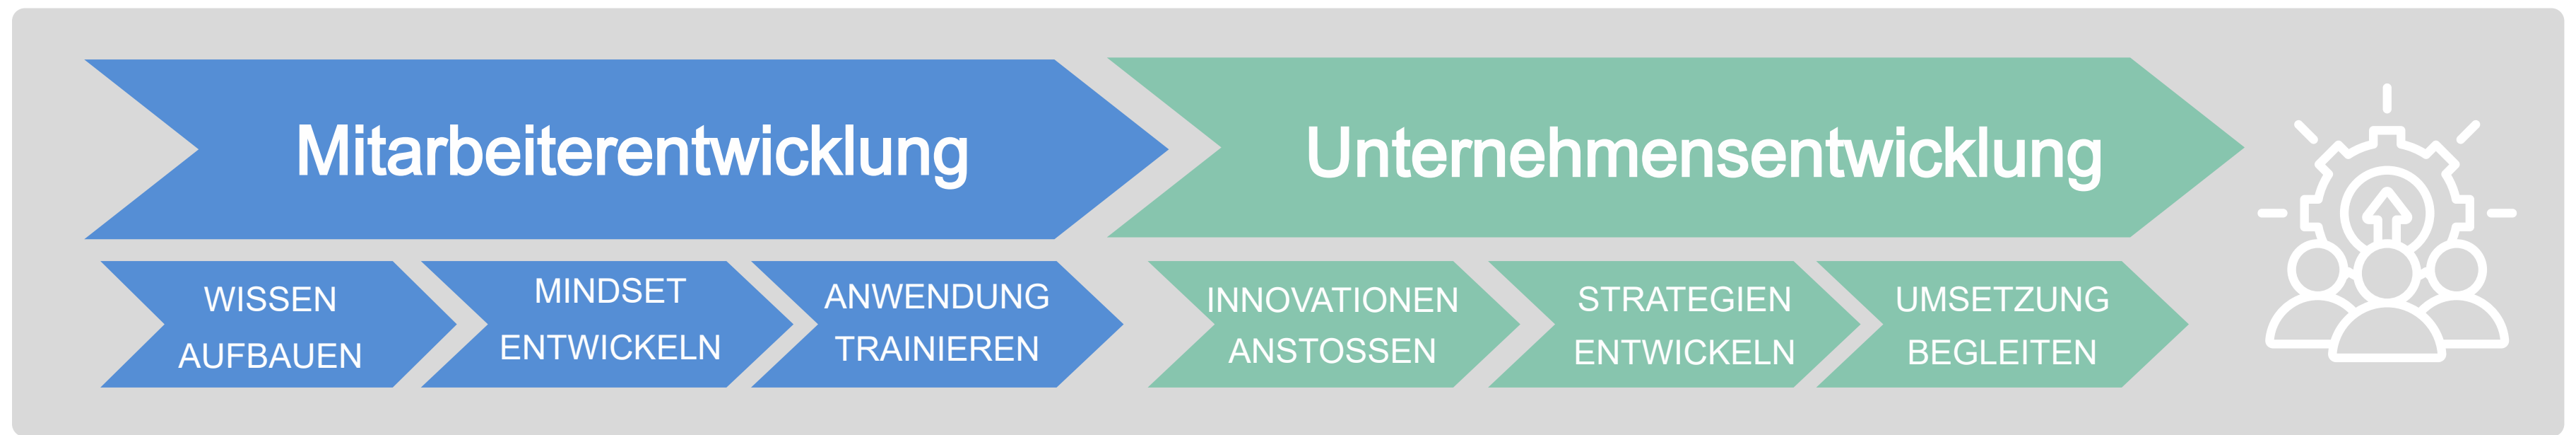 Mitarbeiterentwicklung
Unternehmensentwicklung
WISSEN
AUFBAUEN
MINDSET
ENTWICKELN
ANWENDUNG
TRAINIEREN
INNOVATIONEN
ANSTOSSEN
STRATEGIEN
ENTWICKELN
UMSETZUNG
BEGLEITEN